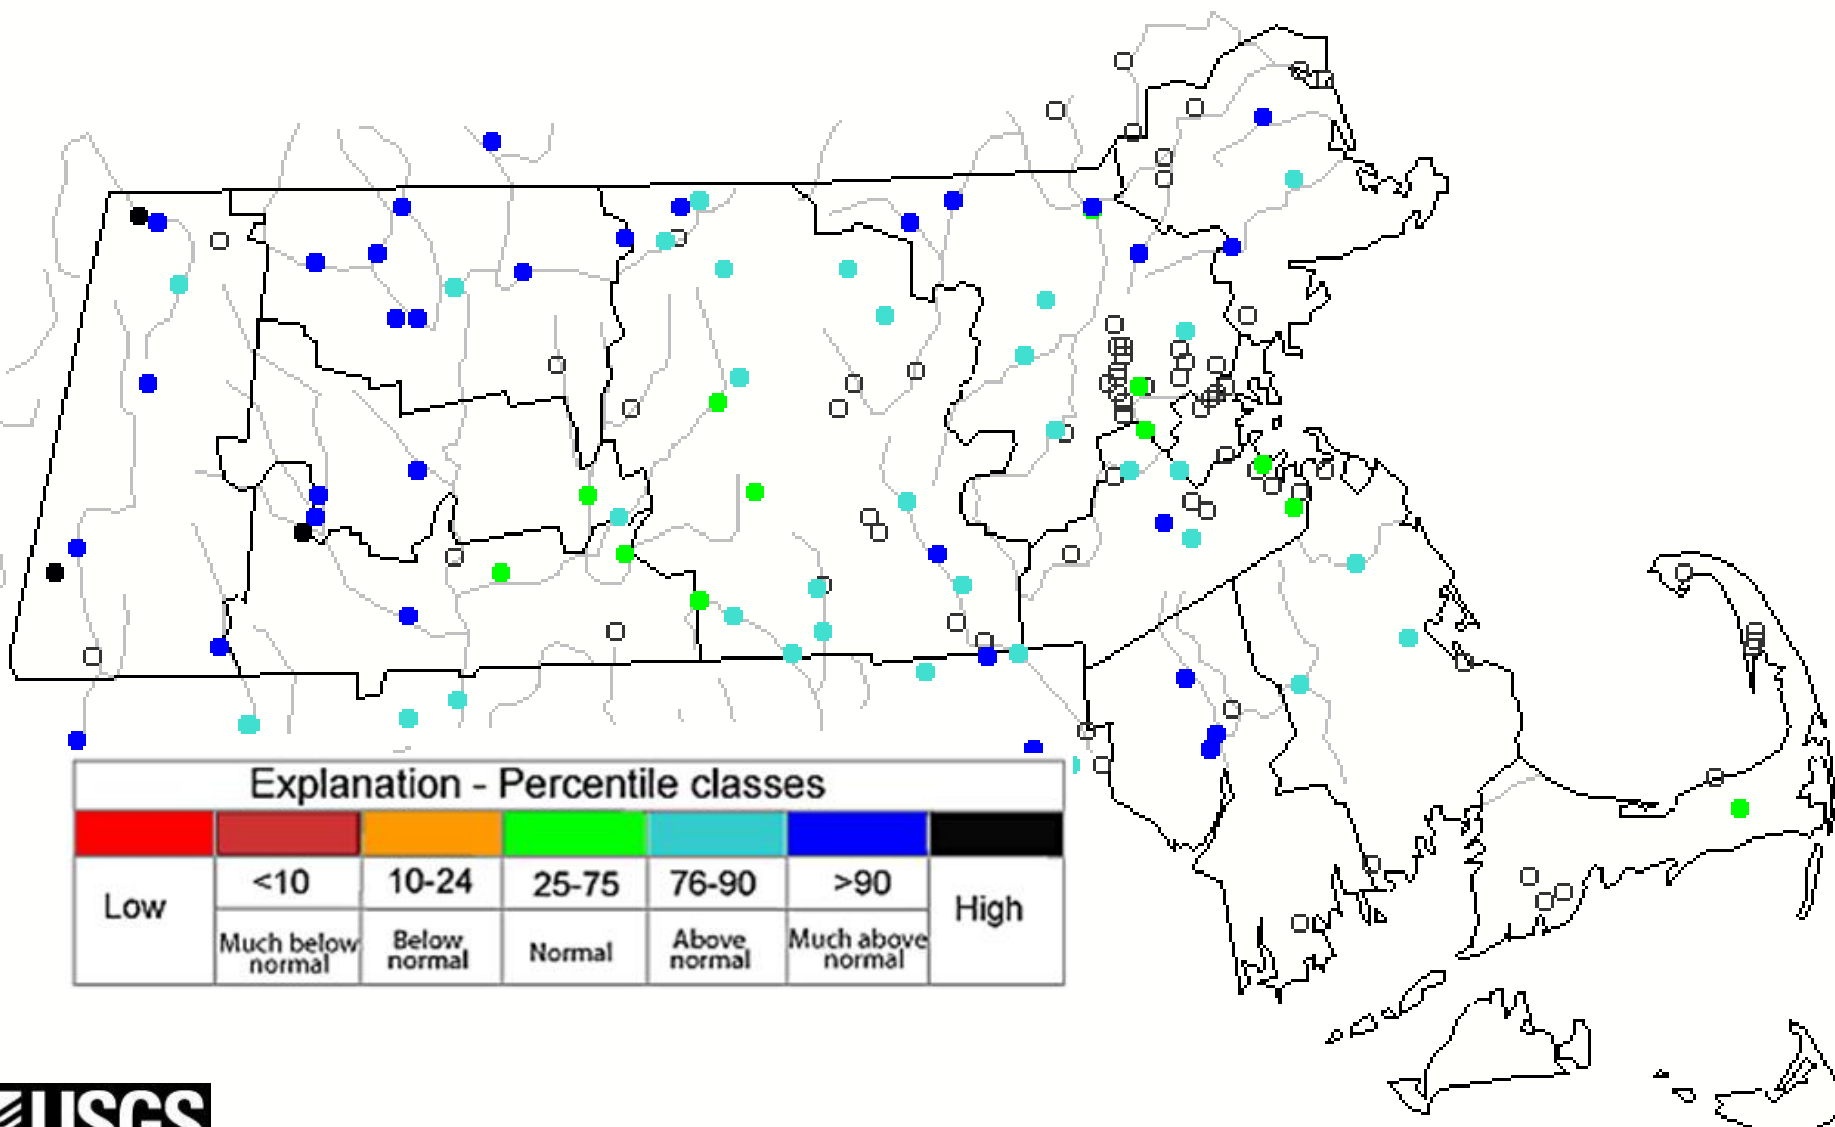 Explanation - Percentile classes
Low
<10
10-24
25-75
76-90
>90
High
Much below normal
Below normal
Normal
Above normal
Much above normal
USGS